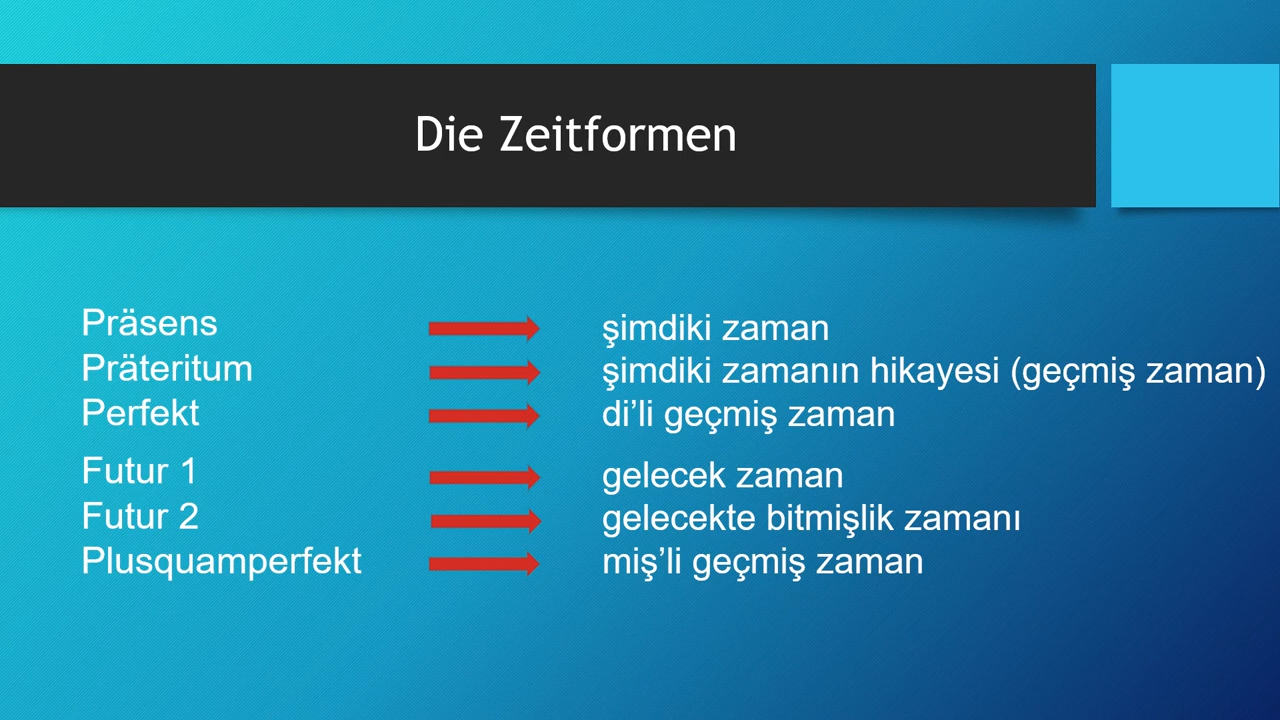 Die Zeitformen
Präsens şimdiki zaman
Präteritum şimdiki zamanın hikayesi (geçmiş zaman)
Perfekt di’li geçmiş zaman
Futur 1 gelecek zaman
Futur 2 gelecekte bitmişlik zamanı
Plusquamperfekt miş’li geçmiş zaman